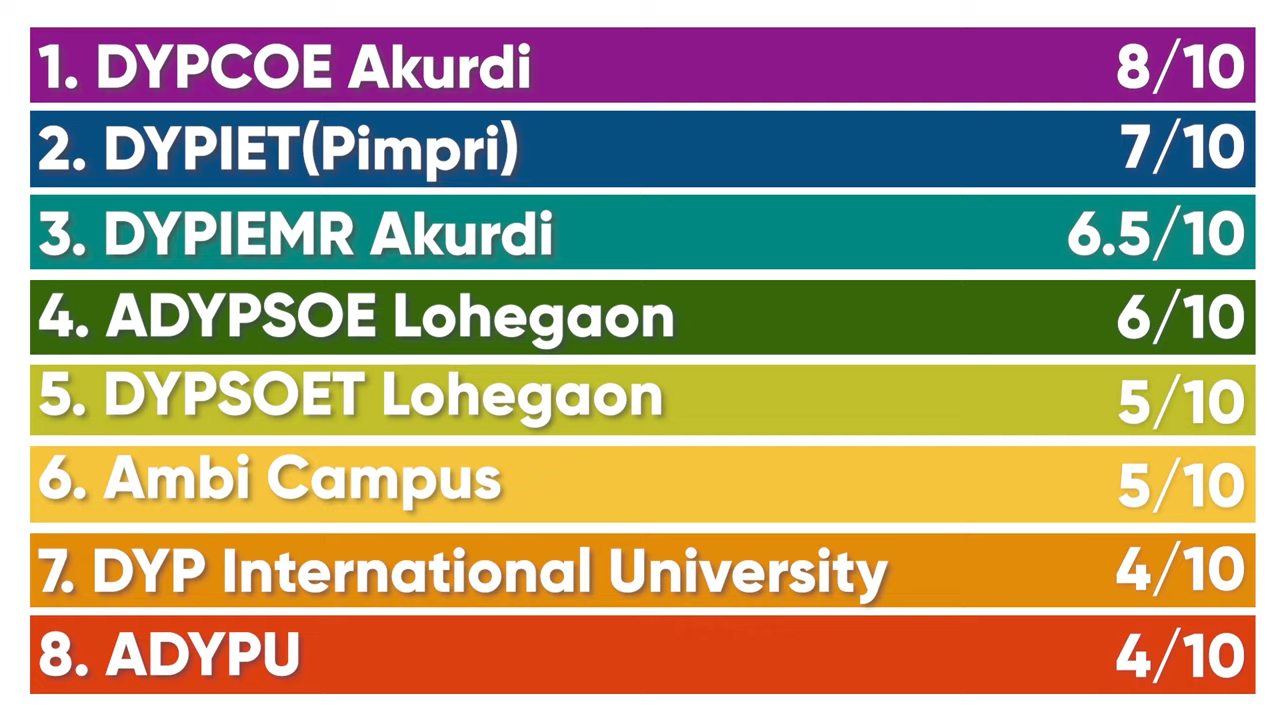 1. DYPCOE Akurdi 8/10
2. DYPIET(Pimpri) 7/10
3. DYPIEMR Akurdi 6.5/10
4. ADYPSOE Lohegaon 6/10
5. DYPSOET Lohegaon 5/10
6. Ambi Campus 5/10
7. DYP International University 4/10
8. ADYPU 4/10